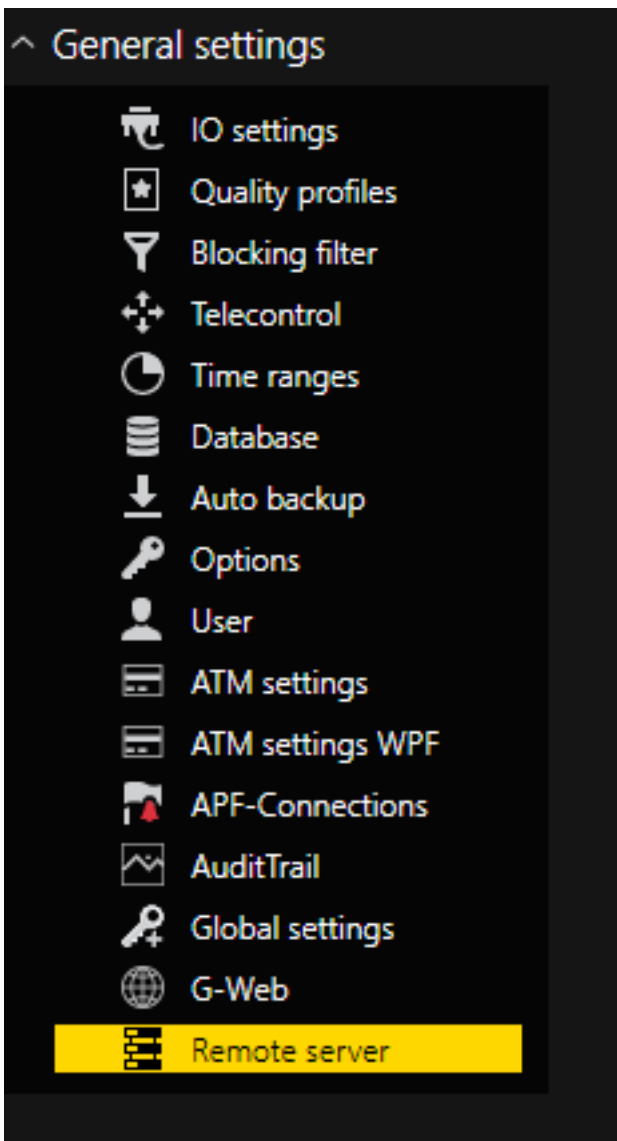 General settings
IO settings
Quality profiles
Blocking filter
Telecontrol
Time ranges
Database
Auto backup
Options
User
ATM settings
ATM settings WPF
APF-Connections
AuditTrail
Global settings
G-Web
Remote server